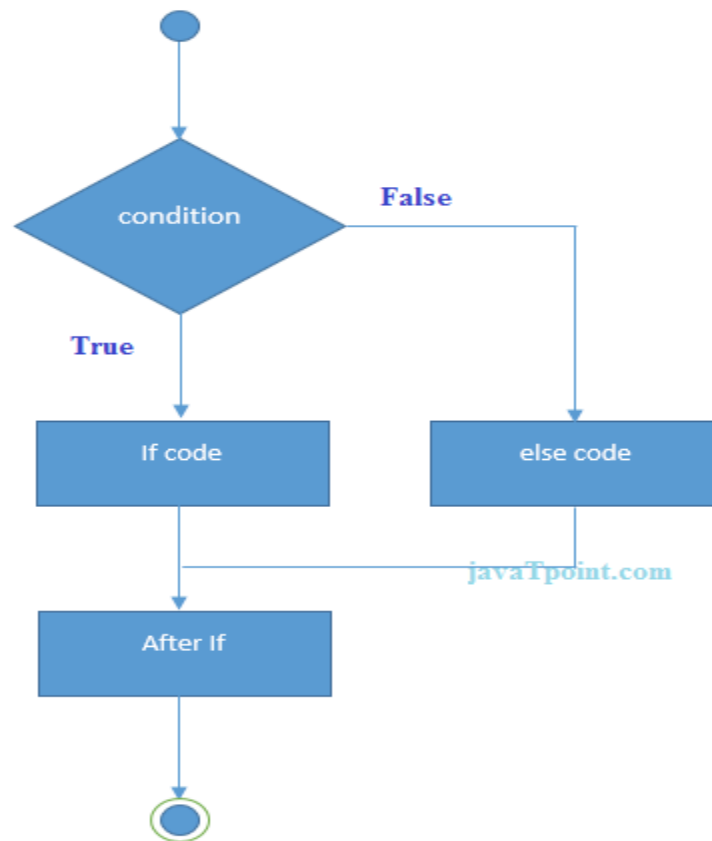 condition
False
True
If code
else code
javaTpoint.com
After If